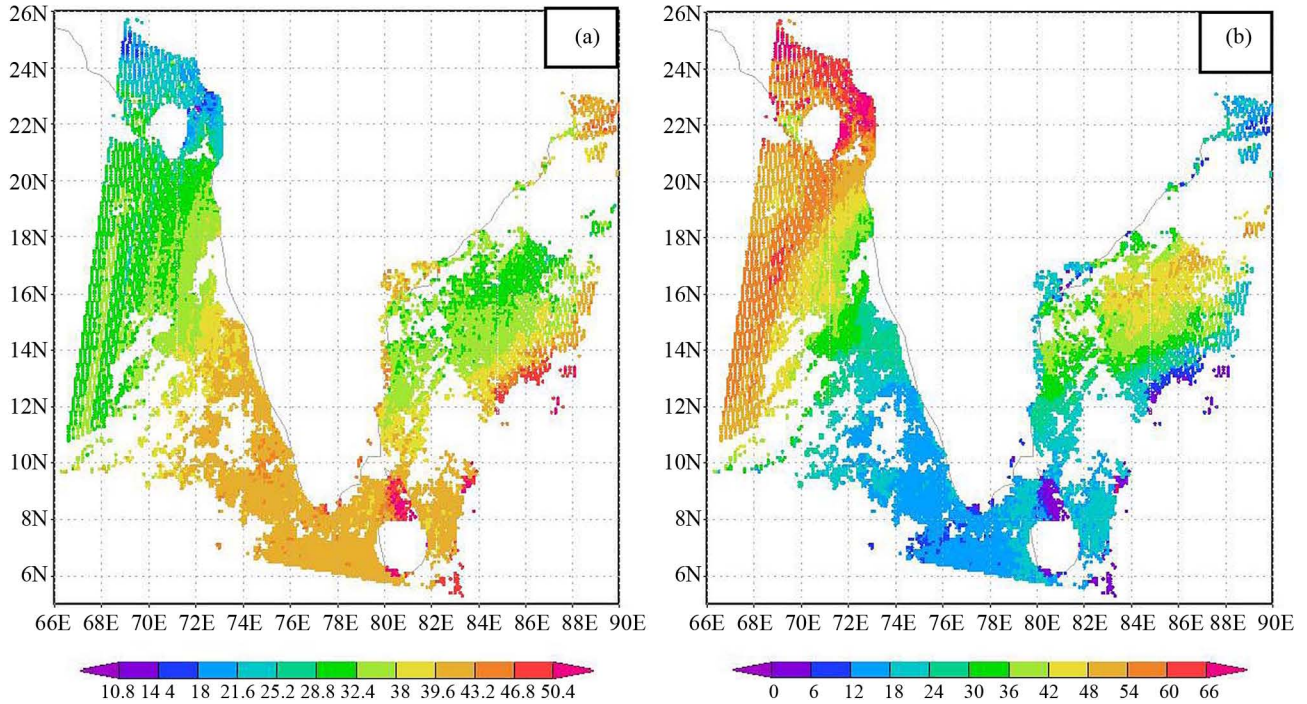 (a)
26N
24N
22N
20N
18N
16N
14N
12N
10N
8N
6N
66E 68E 70E 72E 74E 76E 78E 80E 82E 84E 86E 88E 90E
10.8 14.4 18 21.6 25.2 28.8 32.4 38 39.6 43.2 46.8 50.4
(b)
26N
24N
22N
20N
18N
16N
14N
12N
10N
8N
6N
66E 68E 70E 72E 74E 76E 78E 80E 82E 84E 86E 88E 90E
0 6 12 18 24 30 36 42 48 54 60 66